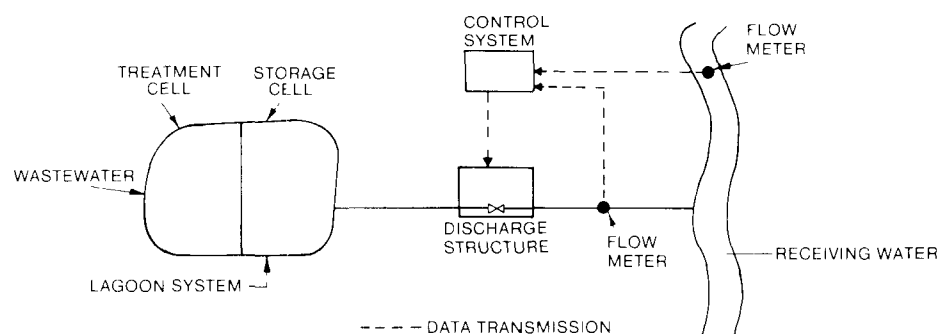 CONTROL
SYSTEM
FLOW
METER
TREATMENT
CELL
STORAGE
CELL
WASTEWATER
DISCHARGE
STRUCTURE
FLOW
METER
RECEIVING WATER
LAGOON SYSTEM
DATA TRANSMISSION